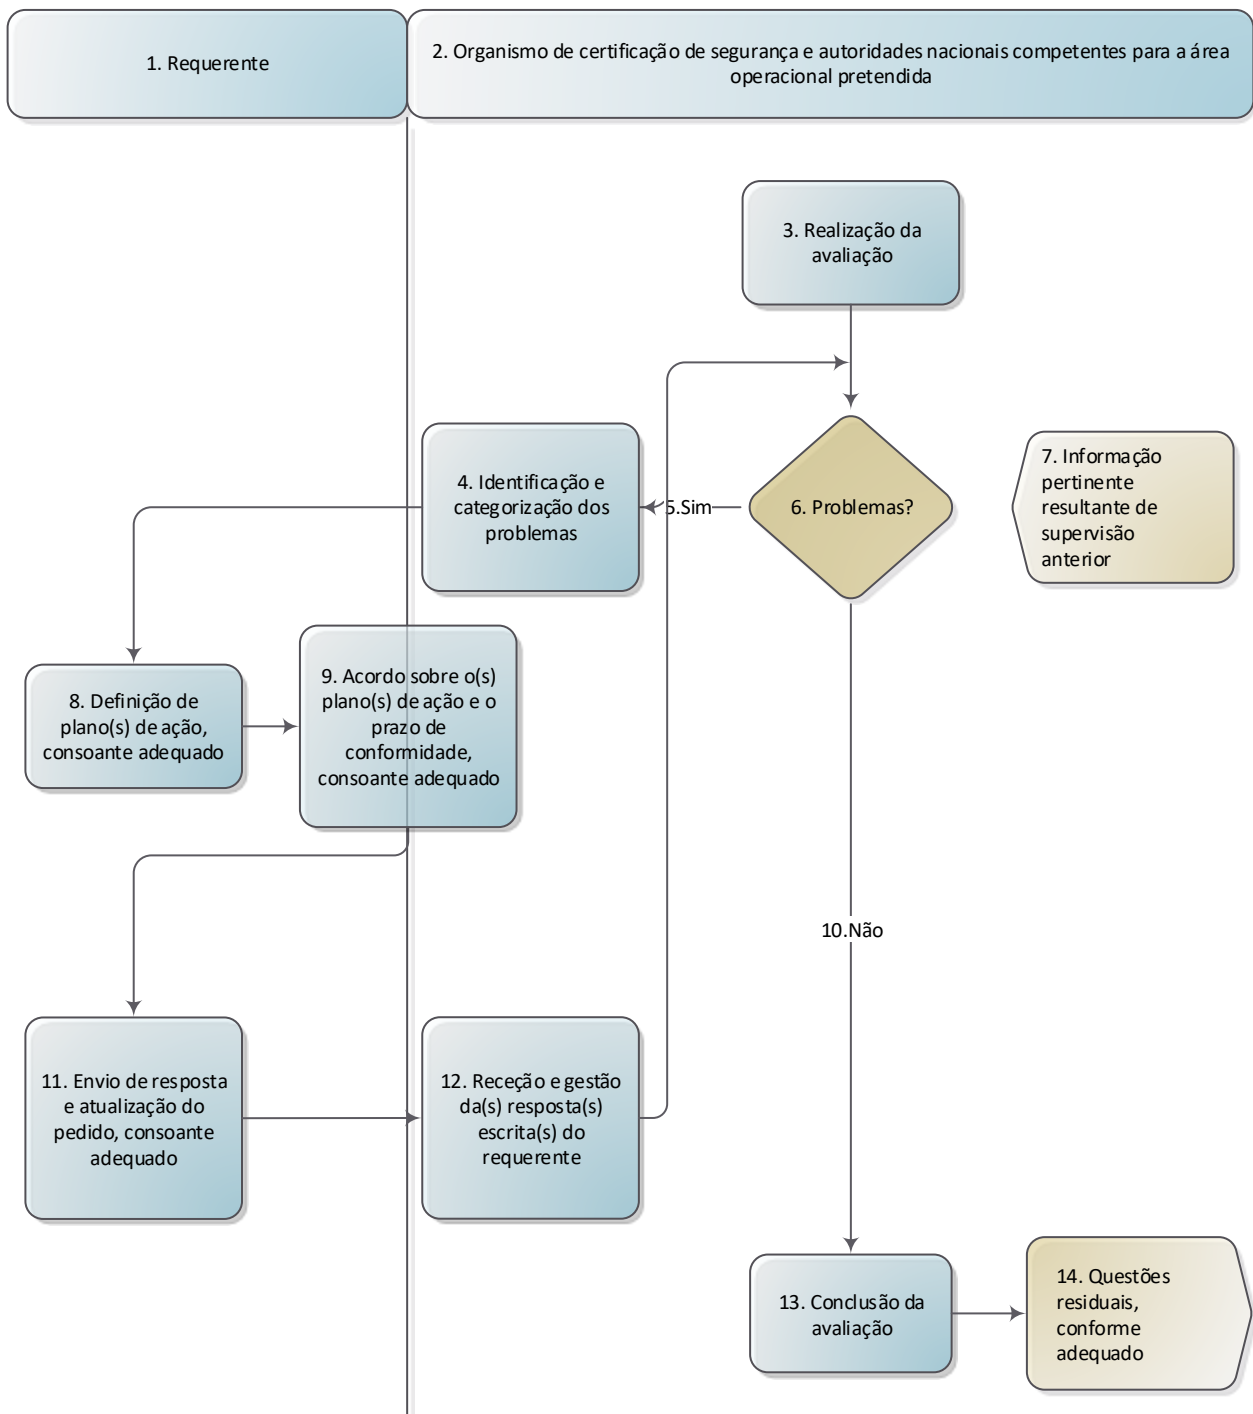 1. Requerente
2. Organismo de certificação de segurança e autoridades nacionais competentes para a área
operacional pretendida
3. Realização da
avaliação
4. Identificação e
categorização dos
problemas
5.Sim
6. Problemas?
7. Informação
pertinente
resultante de
supervisão
anterior
8. Definição de
plano(s) de ação,
consoante adequado
9. Acordo sobre o(s)
plano(s) de ação e o
prazo de
conformidade,
consoante adequado
10.Não
11. Envio de resposta
e atualização do
pedido, consoante
adequado
12. Receção e gestão
da(s) resposta(s)
escrita(s) do
requerente
13. Conclusão da
avaliação
14. Questões
residuais,
conforme
adequado